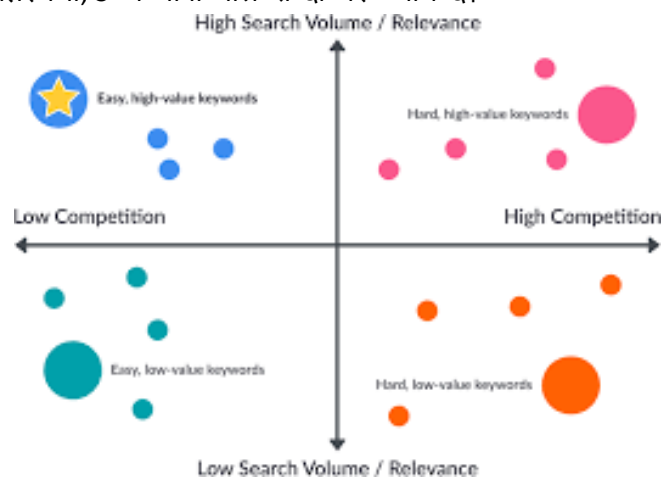 High Search Volume / Relevance
Easy, high-value keywords
Hard, high-value keywords
Low Competition
High Competition
Easy, low-value keywords
Hard, low-value keywords
Low Search Volume / Relevance